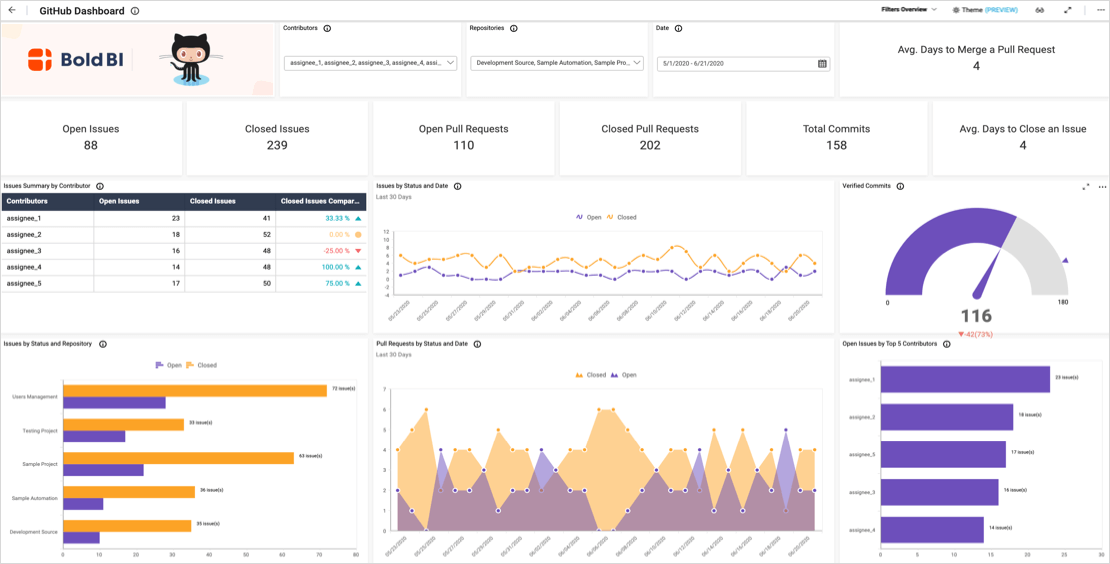 GitHub Dashboard
Filters Overview
Theme (PREVIEW)
Bold BI
Contributors
assignee_1, assignee_2, assignee_3, assignee_4, assi...
Repositories
Development Source, Sample Automation, Sample Pro...
Date
5/1/2020 - 6/21/2020
Avg. Days to Merge a Pull Request
4
Open Issues
88
Closed Issues
239
Open Pull Requests
110
Closed Pull Requests
202
Total Commits
158
Avg. Days to Close an Issue
4
Issues Summary by Contributor
Contributors Open Issues Closed Issues Closed Issues Compar...
assignee_1 23 41 33.33 %
assignee_2 18 52 0.00 %
assignee_3 16 48 -25.00 %
assignee_4 14 48 100.00 %
assignee_5 17 50 75.00 %
Issues by Status and Date
Last 30 Days
Open Closed
12
10
8
6
4
2
0
-2
-4
05/23/2020 05/25/2020 05/27/2020 05/29/2020 05/31/2020 06/02/2020 06/04/2020 06/06/2020 06/08/2020 06/10/2020 06/12/2020 06/14/2020 06/16/2020 06/18/2020 06/20/2020
Verified Commits
0 180
116
-42(73%)
Issues by Status and Repository
Open Closed
Users Management 72 issue(s)
Testing Project 33 issue(s)
Sample Project 63 issue(s)
Sample Automation 36 issue(s)
Development Source 35 issue(s)
0 10 20 30 40 50 60 70 80
Pull Requests by Status and Date
Last 30 Days
Closed Open
7
6
5
4
3
2
1
0
05/23/2020 05/25/2020 05/27/2020 05/29/2020 05/31/2020 06/02/2020 06/04/2020 06/06/2020 06/08/2020 06/10/2020 06/12/2020 06/14/2020 06/16/2020 06/18/2020 06/20/2020
Open Issues by Top 5 Contributors
assignee_1 23 issue(s)
assignee_2 18 issue(s)
assignee_5 17 issue(s)
assignee_3 16 issue(s)
assignee_4 14 issue(s)
0 5 10 15 20 25 30